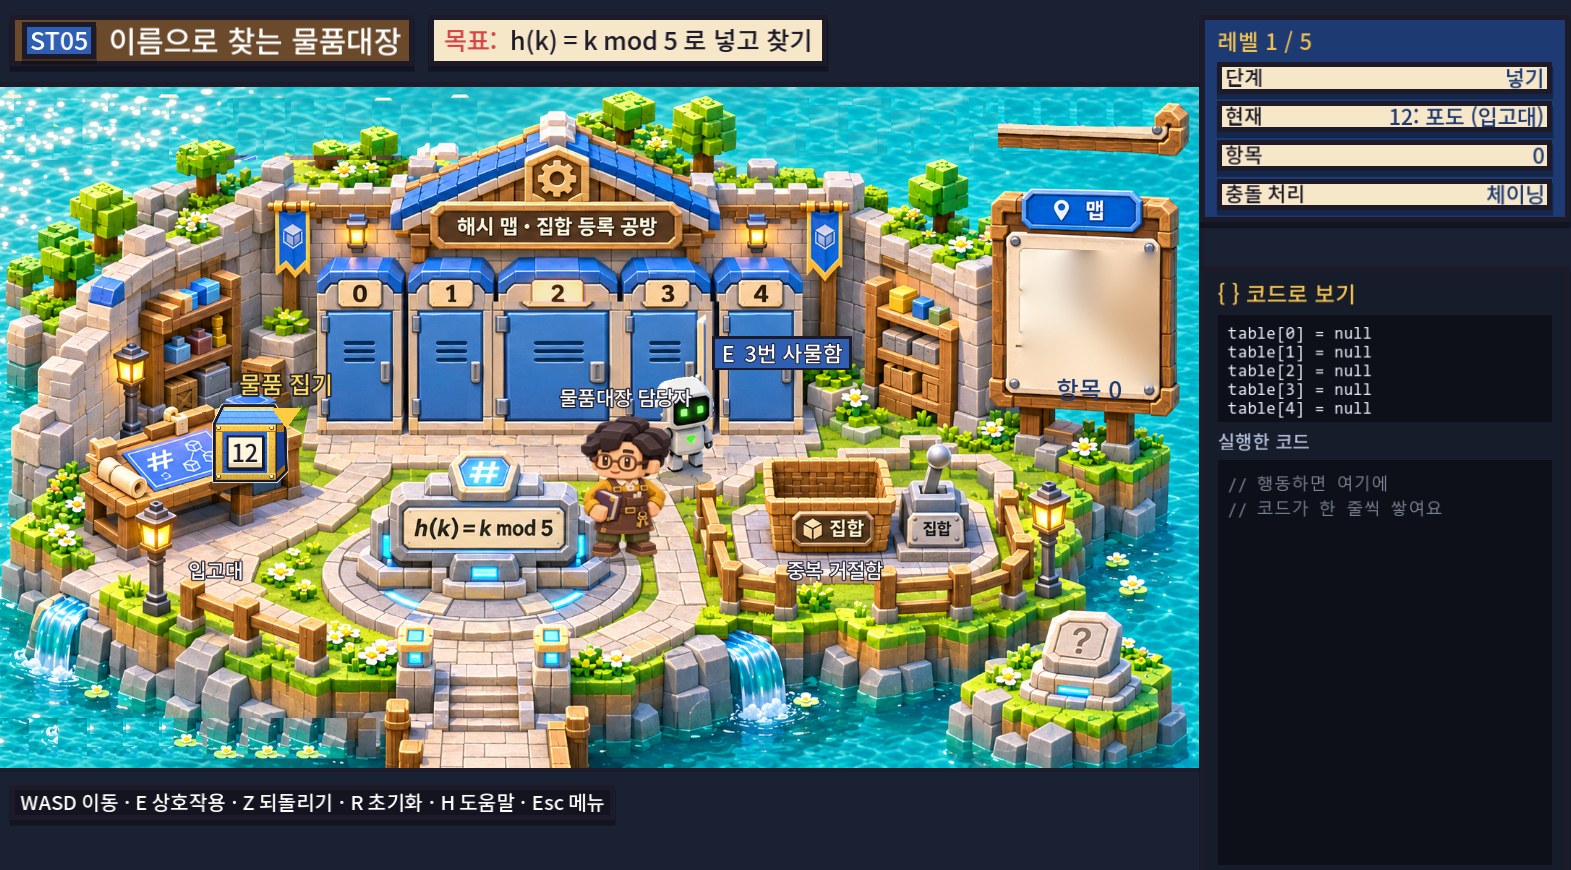 ST05 이름으로 찾는 물품대장
목표: h(k) = k mod 5 로 넣고 찾기
레벨 1 / 5
단계 넣기
현재 12: 포도 (입고대)
항목 0
충돌 처리 체이닝
해시 맵 · 집합 등록 공방
맵
0 1 2 3 4
E 3번 사물함
물품 집기
물품대장 담당자
항목 0
12
#
#
h(k) = k mod 5
집합
집합
입고대
중복 거절함
?
{ } 코드로 보기
table[0] = null
table[1] = null
table[2] = null
table[3] = null
table[4] = null
실행한 코드
// 행동하면 여기에
// 코드가 한 줄씩 쌓여요
WASD 이동 · E 상호작용 · Z 되돌리기 · R 초기화 · H 도움말 · Esc 메뉴